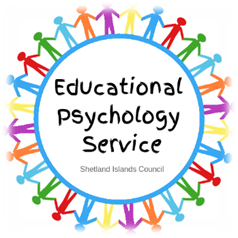 Educational
Psychology
Service
Shetland Islands Council